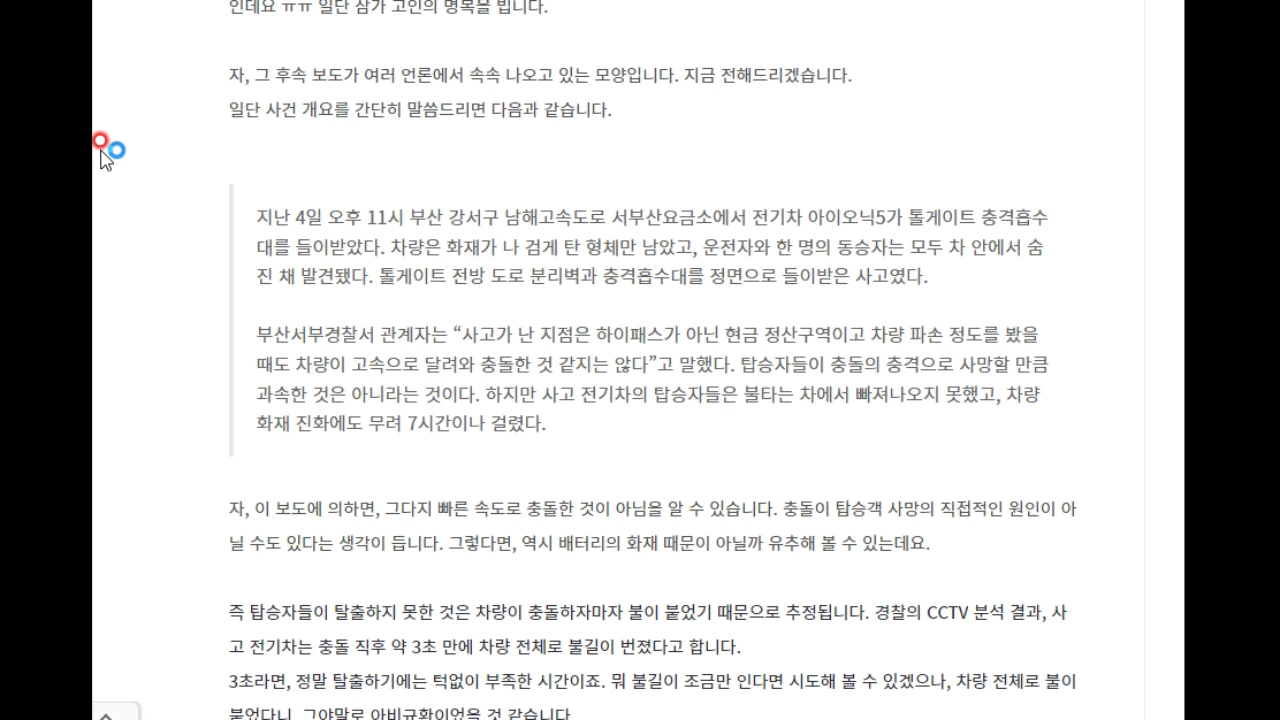 인데요 ㅠㅠ 일단 삼가 고인의 명복을 빕니다.
자, 그 후속 보도가 여러 언론에서 속속 나오고 있는 모양입니다. 지금 전해드리겠습니다.
일단 사건 개요를 간단히 말씀드리면 다음과 같습니다.
지난 4일 오후 11시 부산 강서구 남해고속도로 서부산요금소에서 전기차 아이오닉5가 톨게이트 충격흡수
대를 들이받았다. 차량은 화재가 나 검게 탄 형체만 남았고, 운전자와 한 명의 동승자는 모두 차 안에서 숨
진 채 발견됐다. 톨게이트 전방 도로 분리벽과 충격흡수대를 정면으로 들이받은 사고였다.
부산서부경찰서 관계자는 “사고가 난 지점은 하이패스가 아닌 현금 정산구역이고 차량 파손 정도를 봤을
때도 차량이 고속으로 달려와 충돌한 것 같지는 않다”고 말했다. 탑승자들이 충돌의 충격으로 사망할 만큼
과속한 것은 아니라는 것이다. 하지만 사고 전기차의 탑승자들은 불타는 차에서 빠져나오지 못했고, 차량
화재 진화에도 무려 7시간이나 걸렸다.
자, 이 보도에 의하면, 그다지 빠른 속도로 충돌한 것이 아님을 알 수 있습니다. 충돌이 탑승객 사망의 직접적인 원인이 아
닐 수도 있다는 생각이 듭니다. 그렇다면, 역시 배터리의 화재 때문이 아닐까 유추해 볼 수 있는데요.
즉 탑승자들이 탈출하지 못한 것은 차량이 충돌하자마자 불이 붙었기 때문으로 추정됩니다. 경찰의 CCTV 분석 결과, 사
고 전기차는 충돌 직후 약 3초 만에 차량 전체로 불길이 번졌다고 합니다.
3초라면, 정말 탈출하기에는 턱없이 부족한 시간이죠. 뭐 불길이 조금만 인다면 시도해 볼 수 있겠으나, 차량 전체로 불이
붙었다니, 그야말로 아비규환이었을 것 같습니다